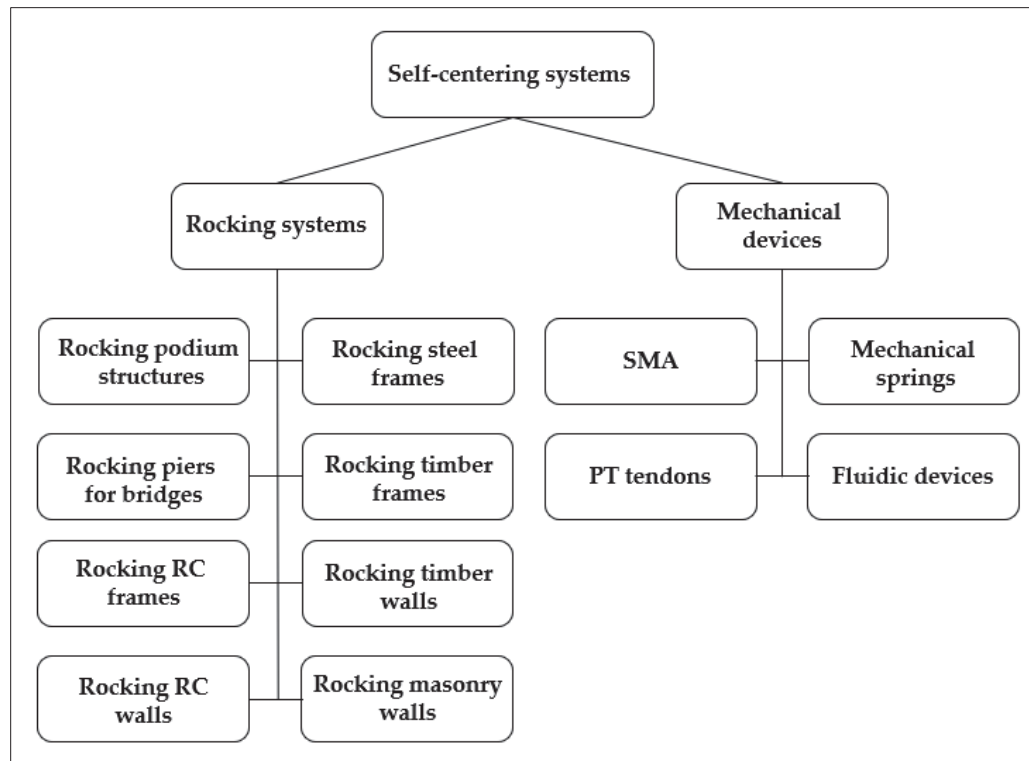 Self-centering systems
Rocking systems
Mechanical
devices
Rocking podium
structures
Rocking steel
frames
SMA
Mechanical
springs
Rocking piers
for bridges
Rocking timber
frames
PT tendons
Fluidic devices
Rocking RC
frames
Rocking timber
walls
Rocking RC
walls
Rocking masonry
walls